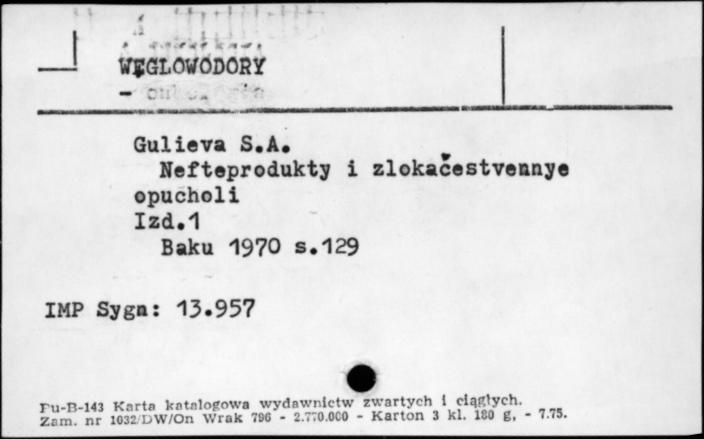 WĘGLOWODORY
-
Gulieva S.A.
Nefteprodukty i zlokačestvennye
opucholi
Izd.1
Baku 1970 s.129
IMP Sygn: 13.957
Pu-B-143 Karta katalogowa wydawnictw zwartych i ciągłych.
Zam. nr 1032/DW/On Wrak 796 - 2.770.000 - Karton 3 kl. 180 g, - 7.75.